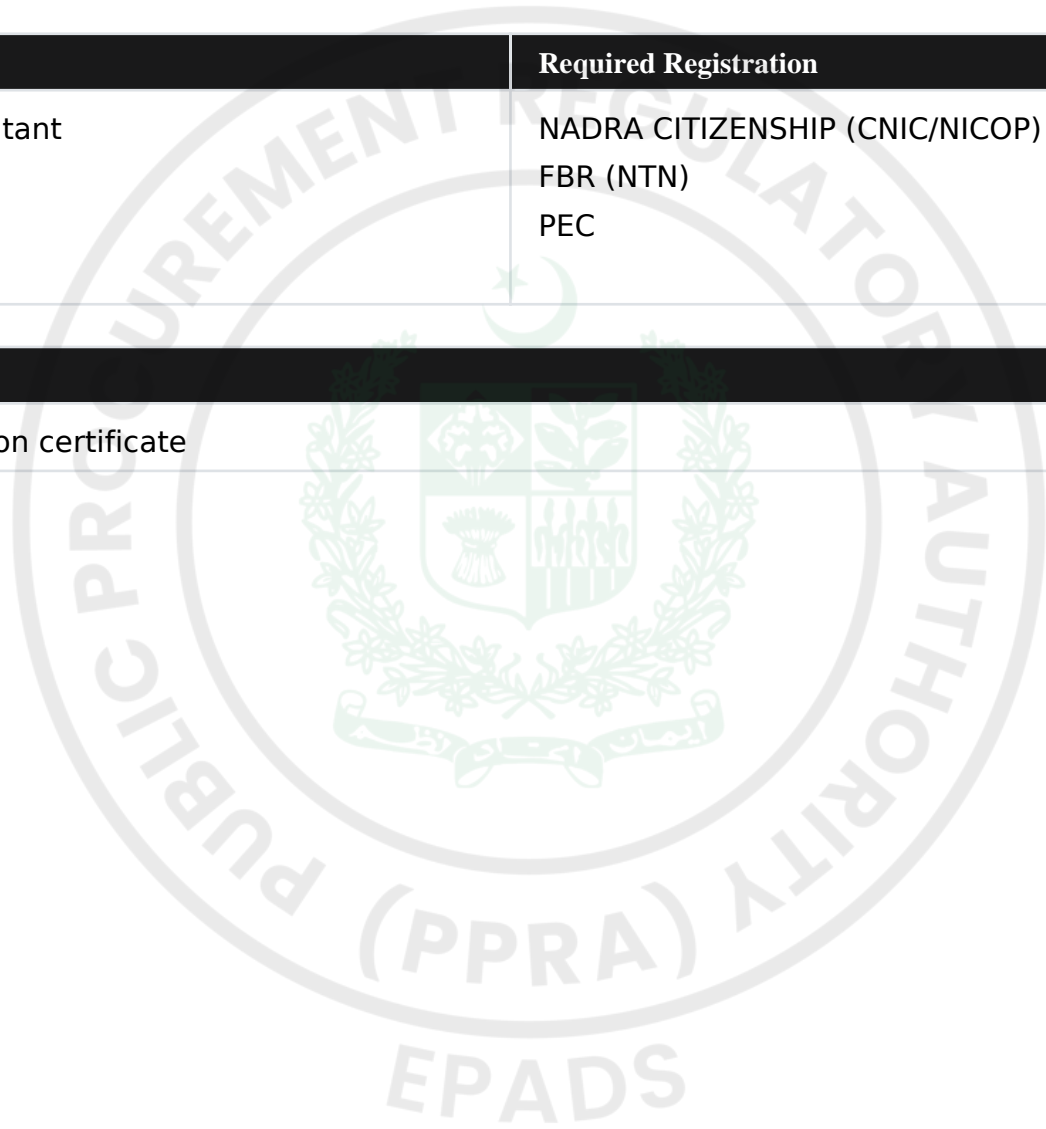 Required Registration
tant
NADRA CITIZENSHIP (CNIC/NICOP)
FBR (NTN)
PEC
on certificate
PUBLIC PROCUREMENT REGULATORY AUTHORITY
(PPRA)
EPADS